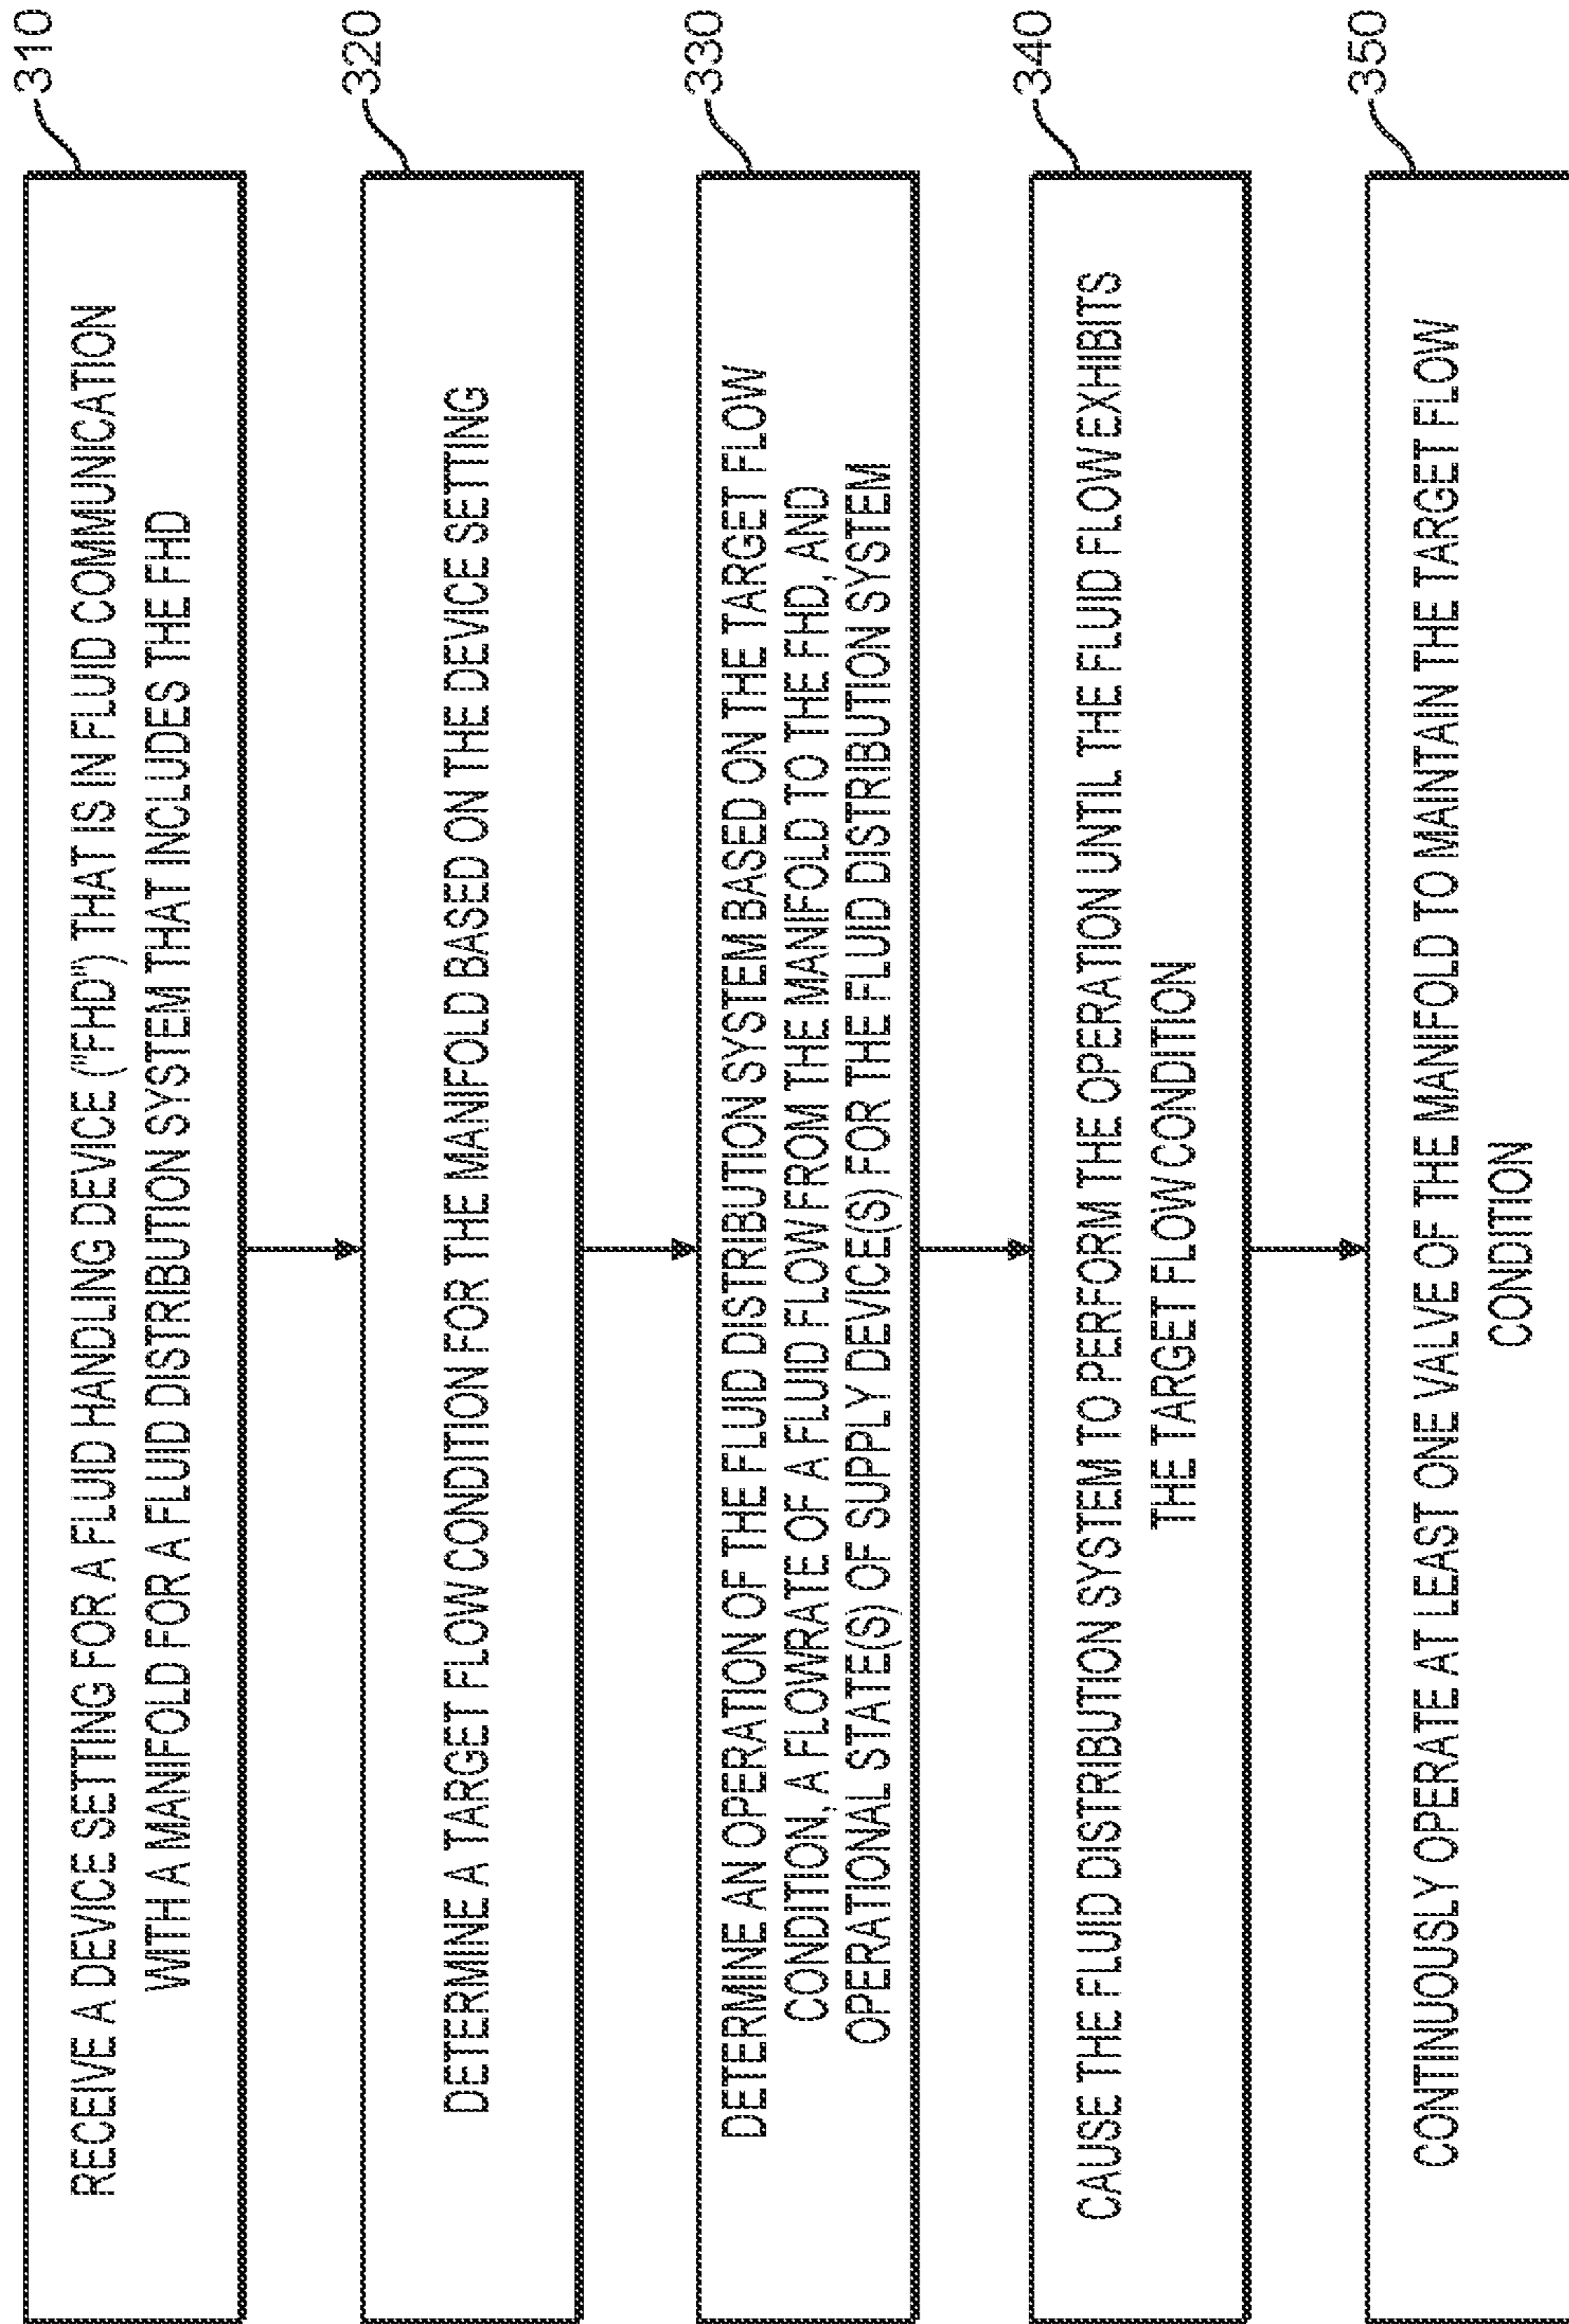 310
RECEIVE A DEVICE SETTING FOR A FLUID HANDLING DEVICE ("FHD") THAT IS IN FLUID COMMUNICATION
WITH A MANIFOLD FOR A FLUID DISTRIBUTION SYSTEM THAT INCLUDES THE FHD
320
DETERMINE A TARGET FLOW CONDITION FOR THE MANIFOLD BASED ON THE DEVICE SETTING
330
DETERMINE AN OPERATION OF THE FLUID DISTRIBUTION SYSTEM BASED ON THE TARGET FLOW
CONDITION, A FLOWRATE OF A FLUID FLOW FROM THE MANIFOLD TO THE FHD, AND
OPERATIONAL STATE(S) OF SUPPLY DEVICE(S) FOR THE FLUID DISTRIBUTION SYSTEM
340
CAUSE THE FLUID DISTRIBUTION SYSTEM TO PERFORM THE OPERATION UNTIL THE FLUID FLOW EXHIBITS
THE TARGET FLOW CONDITION
350
CONTINUOUSLY OPERATE AT LEAST ONE VALVE OF THE MANIFOLD TO MAINTAIN THE TARGET FLOW
CONDITION